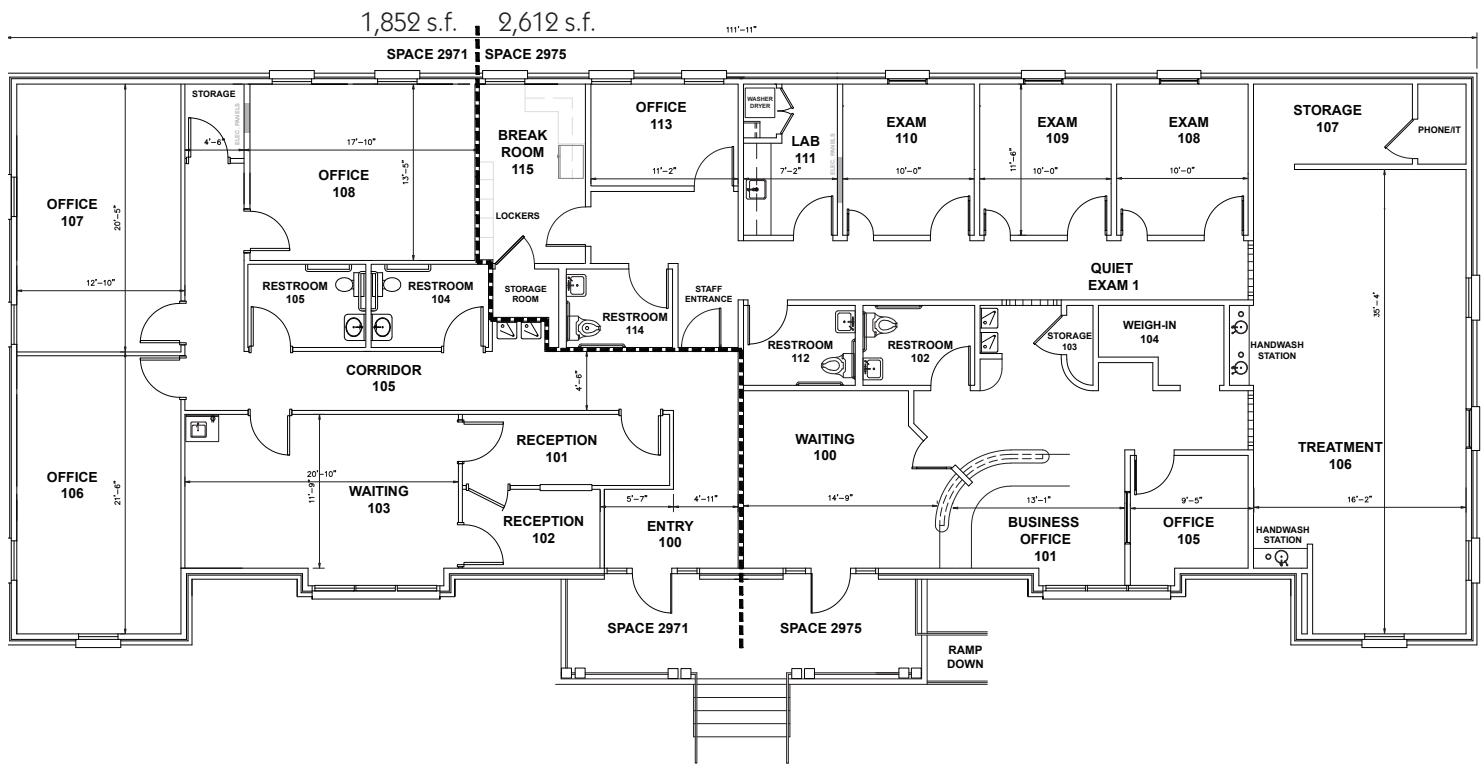 1,852 s.f. 2,612 s.f.
111'-11"
SPACE 2971 SPACE 2975
STORAGE
ELEC. PANELS
4'-6"
17'-10"
13'-5"
OFFICE
108
OFFICE
107
20'-5"
12'-10"
BREAK
ROOM
115
LOCKERS
OFFICE
113
11'-2"
WASHER
DRYER
LAB
111
7'-2"
ELEC. PANELS
EXAM
110
10'-0"
EXAM
109
11'-6"
10'-0"
EXAM
108
10'-0"
STORAGE
107
PHONE/IT
RESTROOM
105
RESTROOM
104
STORAGE
ROOM
RESTROOM
114
STAFF
ENTRANCE
QUIET
EXAM 1
RESTROOM
112
RESTROOM
102
STORAGE
103
WEIGH-IN
104
HANDWASH
STATION
35'-4"
CORRIDOR
105
4'-6"
OFFICE
106
21'-6"
20'-10"
11'-9"
WAITING
103
RECEPTION
101
RECEPTION
102
5'-7"
4'-11"
ENTRY
100
WAITING
100
14'-9"
13'-1"
BUSINESS
OFFICE
101
9'-5"
OFFICE
105
TREATMENT
106
16'-2"
HANDWASH
STATION
SPACE 2971
SPACE 2975
RAMP
DOWN